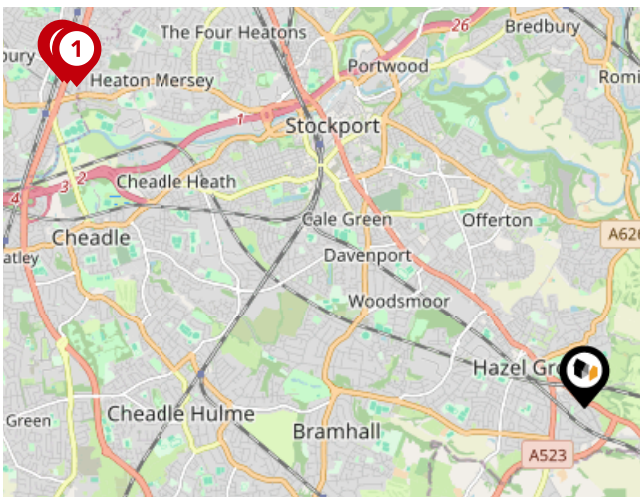 The Four Heatons
Bredbury
26
bury
1
Portwood
Heaton Mersey
Romi
1
Stockport
4
3
2
Cheadle Heath
Cale Green
Offerton
Cheadle
A626
atley
Davenport
Woodsmoor
Hazel Gr
Green
Cheadle Hulme
Bramhall
A523